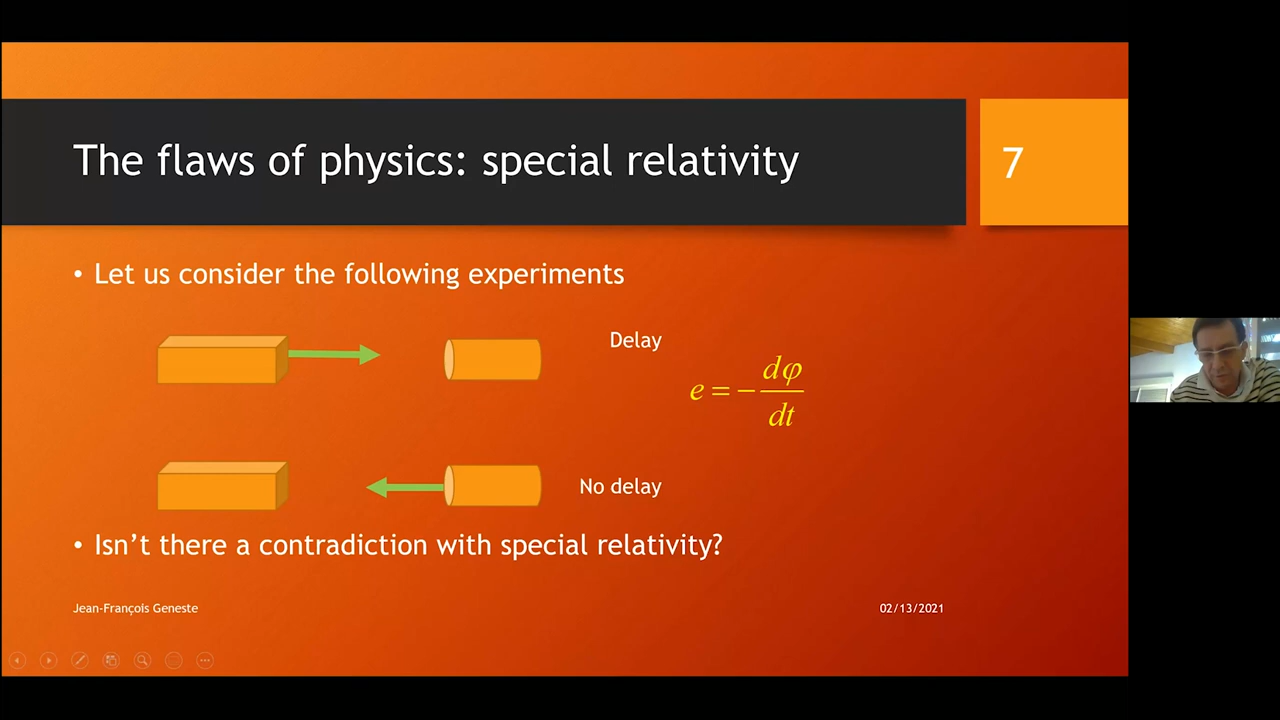 The flaws of physics: special relativity
7
• Let us consider the following experiments
Delay
e = − dφ/dt
No delay
• Isn’t there a contradiction with special relativity?
Jean-François Geneste
02/13/2021